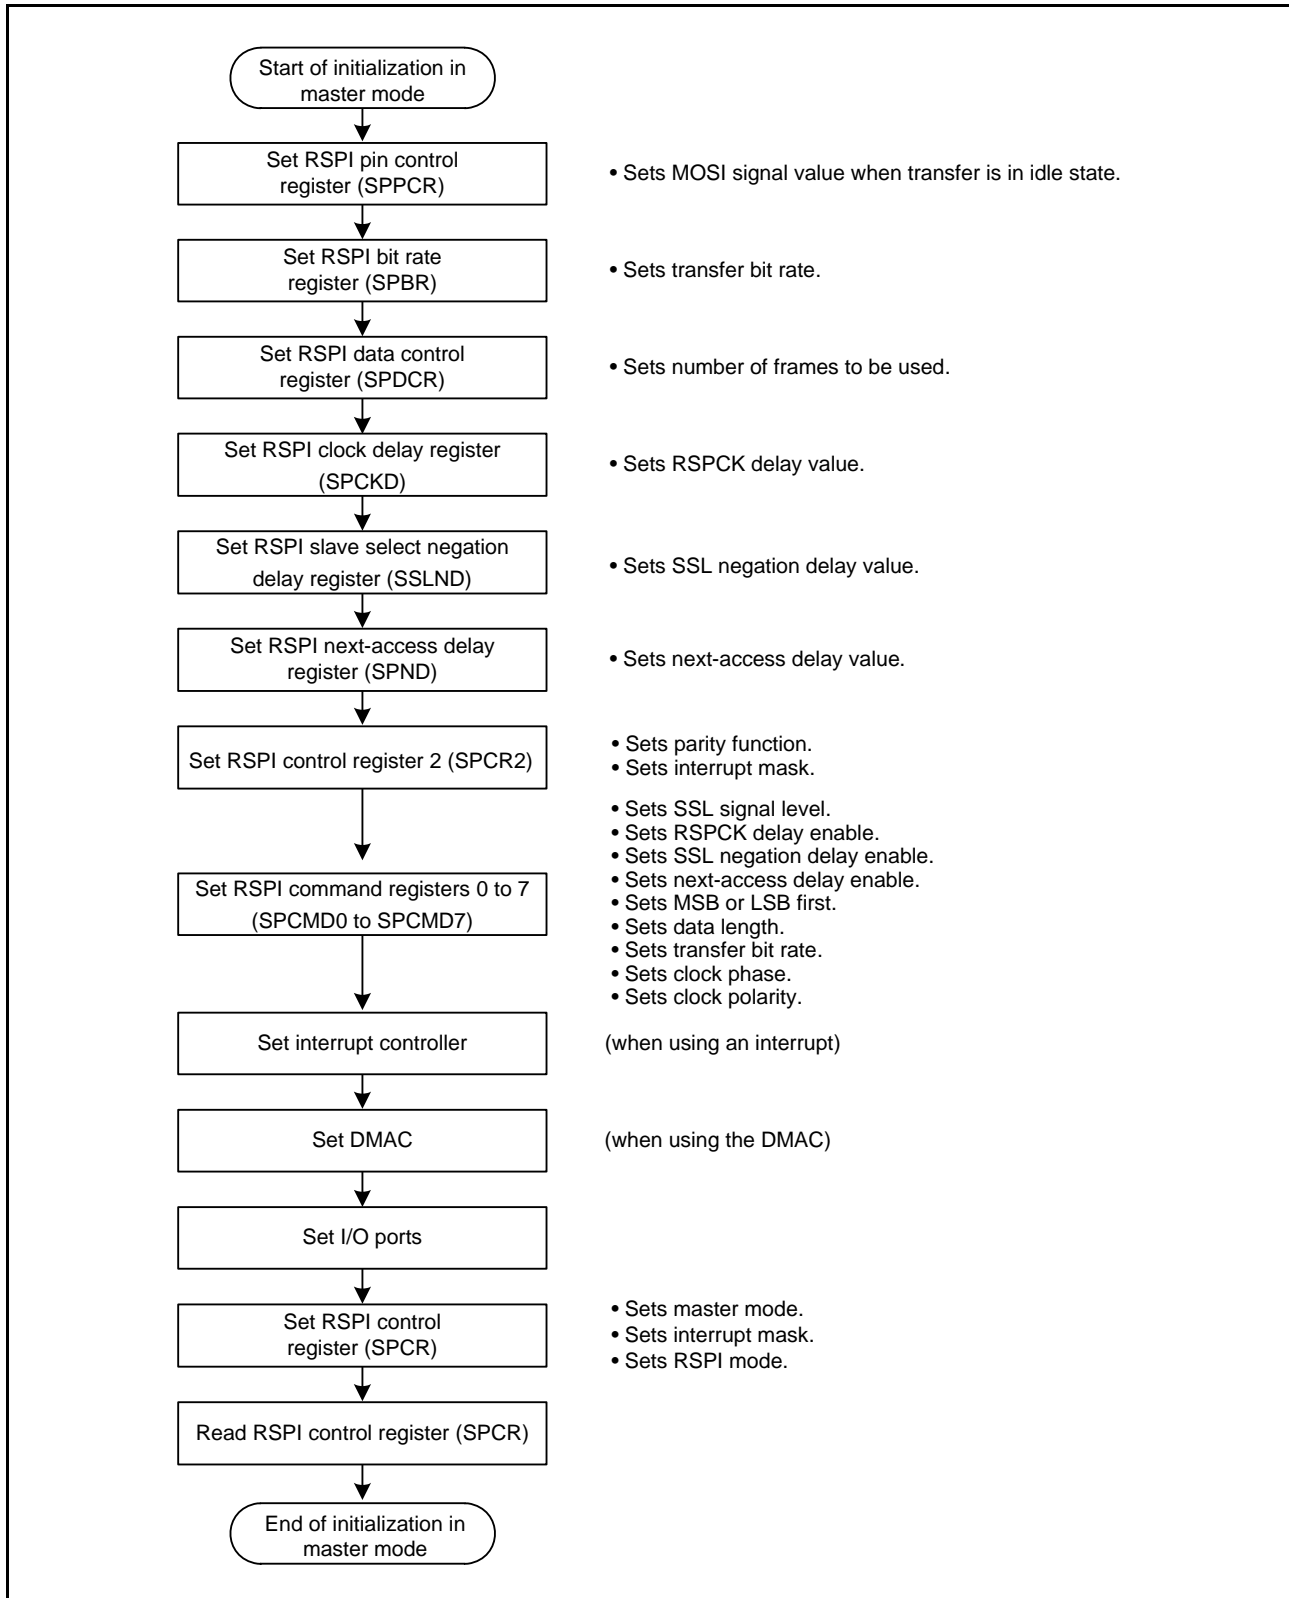 Start of initialization in
master mode
Set RSPI pin control
register (SPPCR)
• Sets MOSI signal value when transfer is in idle state.
Set RSPI bit rate
register (SPBR)
• Sets transfer bit rate.
Set RSPI data control
register (SPDCR)
• Sets number of frames to be used.
Set RSPI clock delay register
(SPCKD)
• Sets RSPCK delay value.
Set RSPI slave select negation
delay register (SSLND)
• Sets SSL negation delay value.
Set RSPI next-access delay
register (SPND)
• Sets next-access delay value.
Set RSPI control register 2 (SPCR2)
• Sets parity function.
• Sets interrupt mask.
Set RSPI command registers 0 to 7
(SPCMD0 to SPCMD7)
• Sets SSL signal level.
• Sets RSPCK delay enable.
• Sets SSL negation delay enable.
• Sets next-access delay enable.
• Sets MSB or LSB first.
• Sets data length.
• Sets transfer bit rate.
• Sets clock phase.
• Sets clock polarity.
Set interrupt controller
(when using an interrupt)
Set DMAC
(when using the DMAC)
Set I/O ports
Set RSPI control
register (SPCR)
• Sets master mode.
• Sets interrupt mask.
• Sets RSPI mode.
Read RSPI control register (SPCR)
End of initialization in
master mode